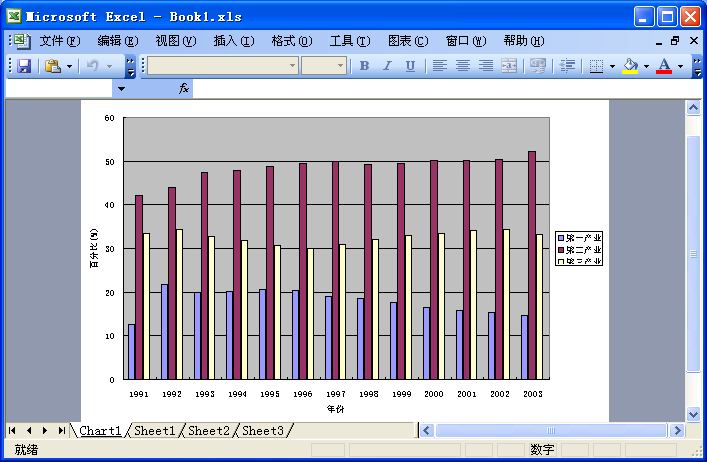 Microsoft Excel - Book1.xls
文件(F) 编辑(E) 视图(V) 插入(I) 格式(O) 工具(T) 图表(C) 窗口(W) 帮助(H)
B I U A
fx
60
50
40
30
20
10
0
百分比(%)
1991 1992 1993 1994 1995 1996 1997 1998 1999 2000 2001 2002 2003
年份
第一产业
第二产业
第三产业
Chart1 Sheet1 Sheet2 Sheet3
就绪 数字